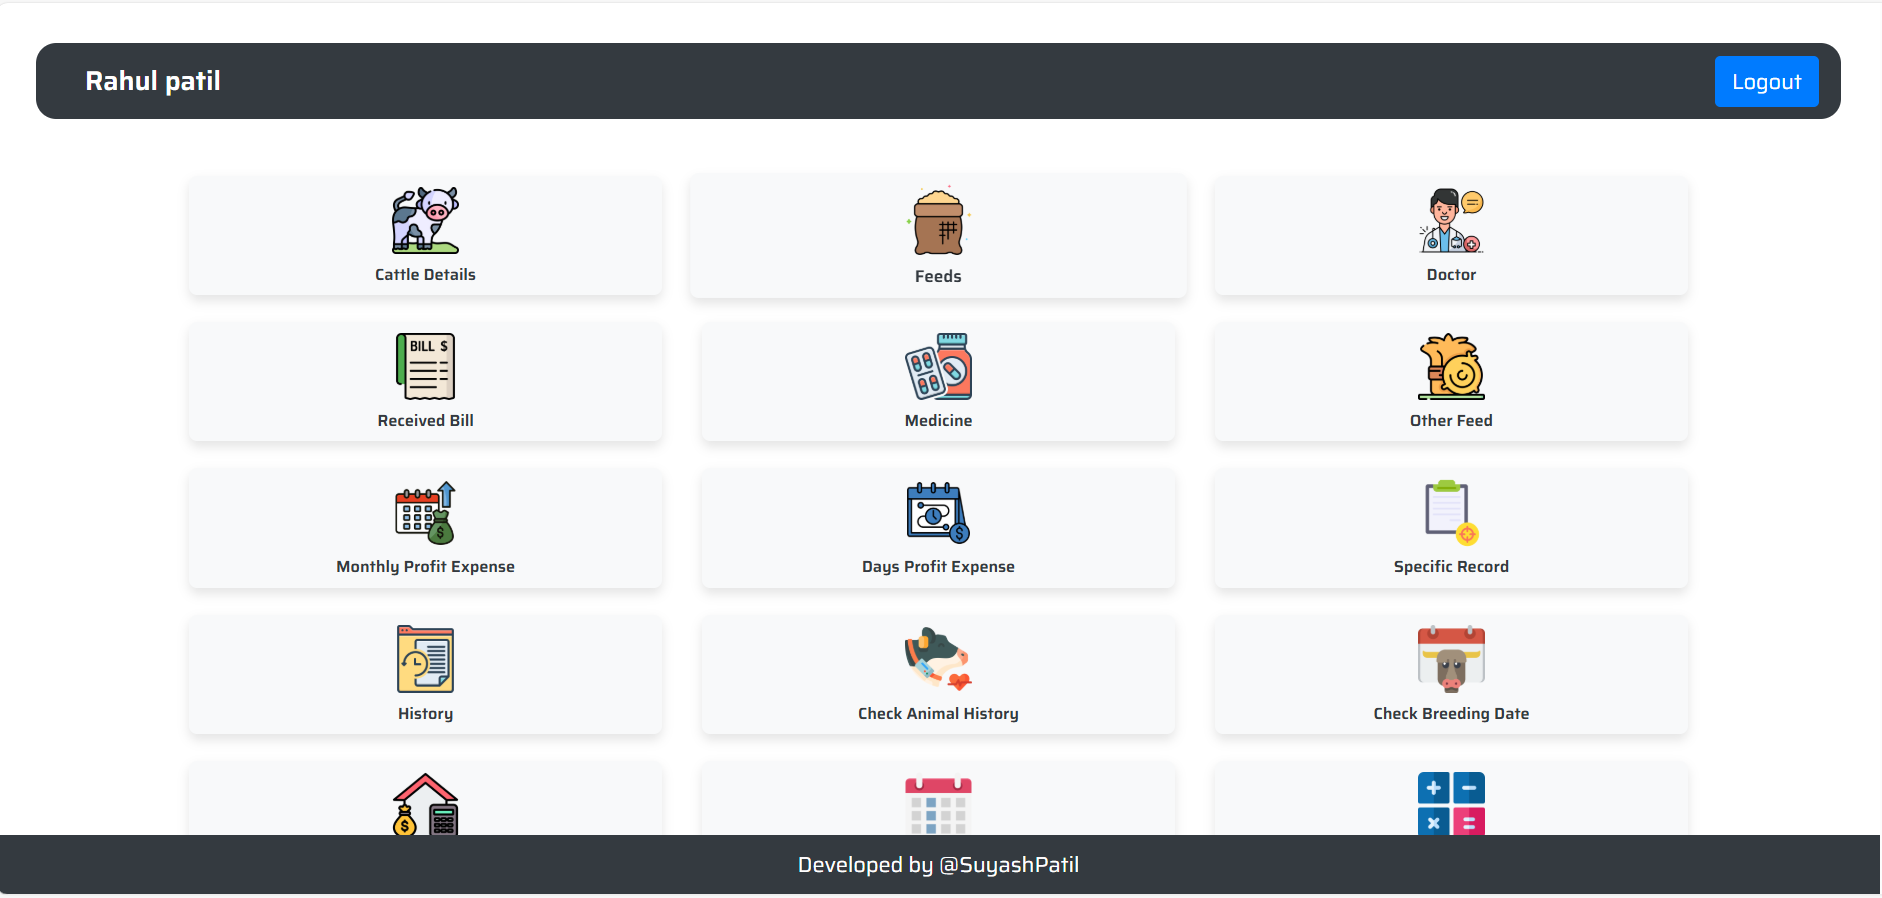 Rahul patil
Logout
Cattle Details
Feeds
Doctor
BILL $
Received Bill
Medicine
Other Feed
Monthly Profit Expense
Days Profit Expense
Specific Record
History
Check Animal History
Check Breeding Date
Developed by @SuyashPatil